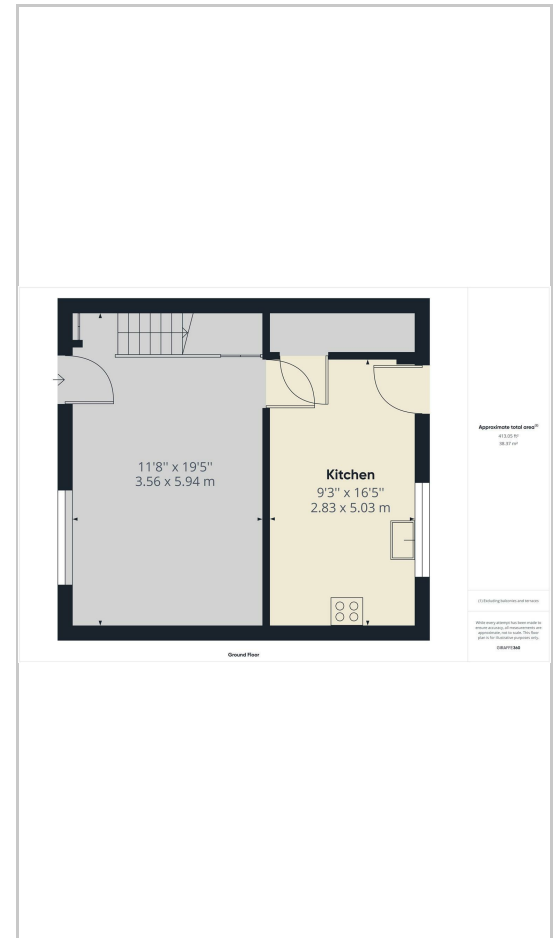 11'8" x 19'5"
3.56 x 5.94 m
Kitchen
9'3" x 16'5"
2.83 x 5.03 m
Ground Floor
Approximate total area(1)
413.05 ft²
38.37 m²
(1) Excluding balconies and terraces
While every attempt has been made to
ensure accuracy, all measurements are
approximate, not to scale. This floor
plan is for illustrative purposes only.
GIRAFFE360